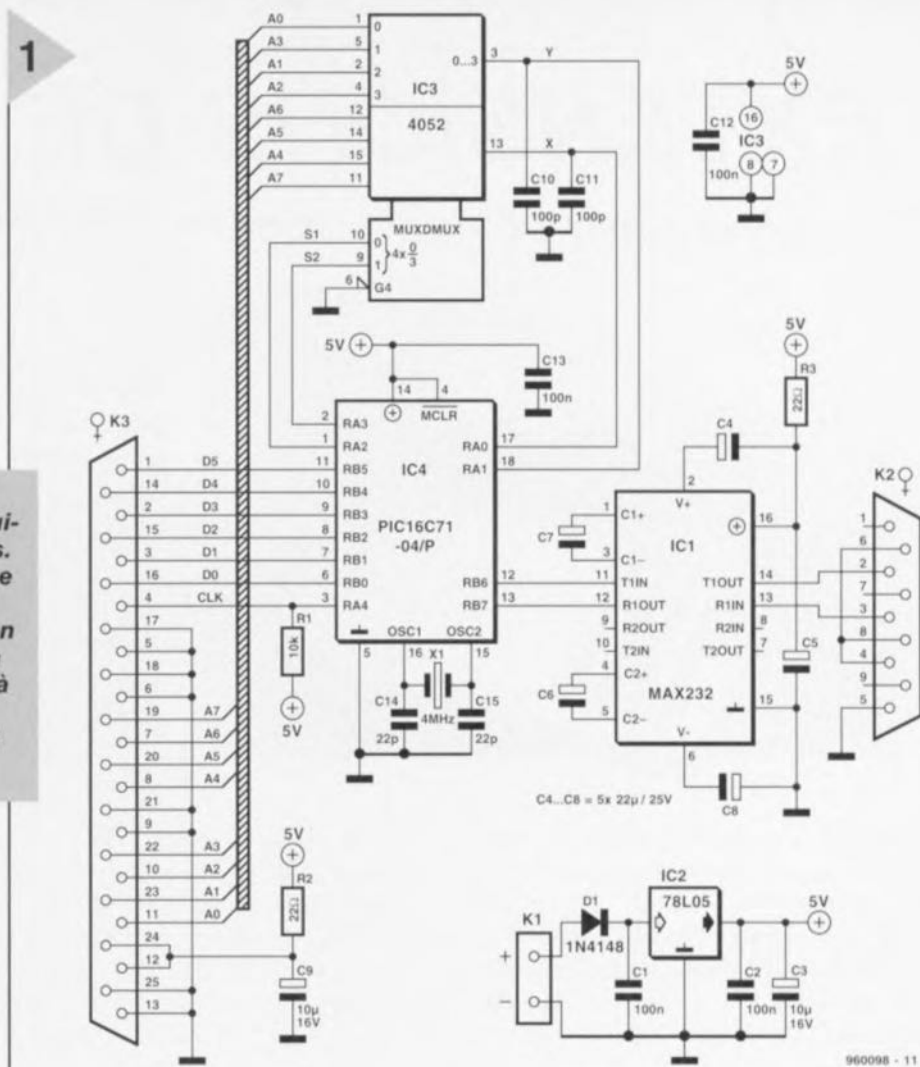 1
A0 1 0
A3 5 1
A1 2 2
A2 4 3
A6 12
A5 14
A4 15
A7 11
IC3
4052
0...3
3 Y
13 X
C10
100p
C11
100p
MUXDMUX
S1 10 0
S2 9 1
4x 0/3
6 G4
5V
C12
100n
16
IC3
8 7
5V
14 4
MCLR
C13
100n
2 RA3
1 RA2
11 RB5
10 RB4
9 RB3
8 RB2
7 RB1
6 RB0
3 RA4
IC4
PIC16C71
-04/P
RA0 17
RA1 18
RB6 12
RB7 13
OSC1 OSC2
5 16 15
X1
4MHz
C14
22p
C15
22p
R1
10k
5V
K3
1 D5
14 D4
2 D3
15 D2
3 D1
16 D0
4 CLK
17
5
18
6
19 A7
7 A6
20 A5
8 A4
21
9
22 A3
10 A2
23 A1
11 A0
24
12
25
13
5V
R2
22Ω
C9
10µ
16V
5V
R3
22Ω
C4
2
V+
1 C1+
C7
3 C1–
IC1
16
11 T1IN
12 R1OUT
9 R2OUT
10 T2IN
4 C2+
C6
5 C2–
MAX232
T1OUT 14
R1IN 13
R2IN 8
T2OUT 7
C5
15
V-
6
C8
C4...C8 = 5x 22µ / 25V
K2
1
6
2
7
3
8
4
9
5
K1
+
–
D1
1N4148
C1
100n
IC2
78L05
C2
100n
C3
10µ
16V
5V
960098 - 11